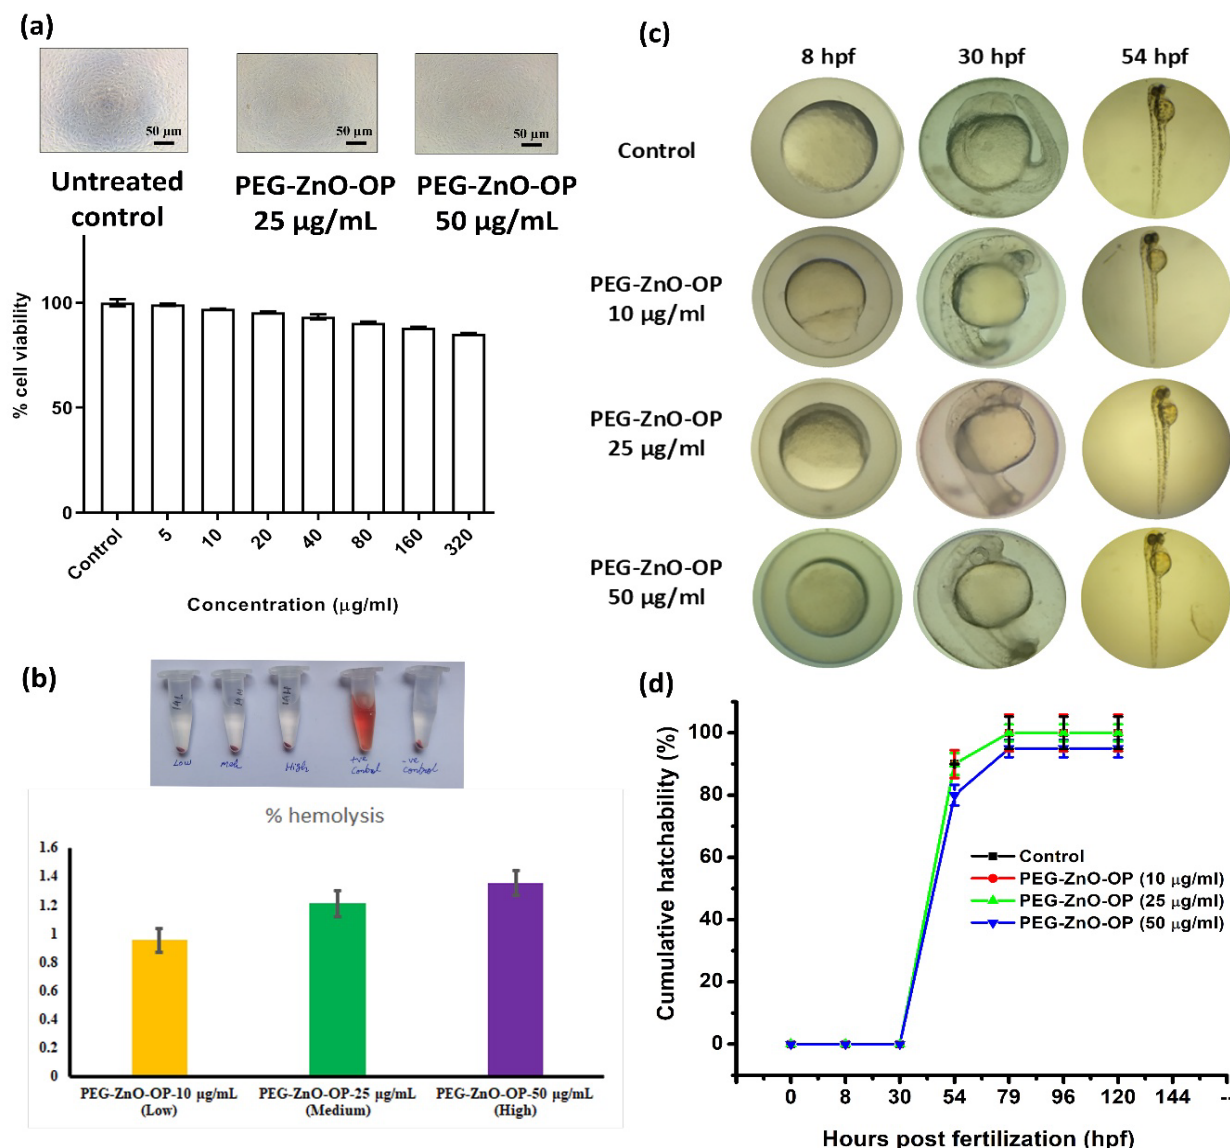 (a)
50 µm
50 µm
50 µm
Untreated control
PEG-ZnO-OP 25 µg/mL
PEG-ZnO-OP 50 µg/mL
% cell viability
100
50
0
Control
5
10
20
40
80
160
320
Concentration (µg/ml)
(b)
Low
High
+ve control
-ve control
% hemolysis
1.6
1.4
1.2
1
0.8
0.6
0.4
0.2
0
PEG-ZnO-OP-10 µg/mL
(Low)
PEG-ZnO-OP-25 µg/mL
(Medium)
PEG-ZnO-OP-50 µg/mL
(High)
(c)
8 hpf
30 hpf
54 hpf
Control
PEG-ZnO-OP
10 µg/ml
PEG-ZnO-OP
25 µg/ml
PEG-ZnO-OP
50 µg/ml
(d)
Cumulative hatchability (%)
100
80
60
40
20
0
Control
PEG-ZnO-OP (10 µg/ml)
PEG-ZnO-OP (25 µg/ml)
PEG-ZnO-OP (50 µg/ml)
0
8
30
54
79
96
120
144
--
Hours post fertilization (hpf)